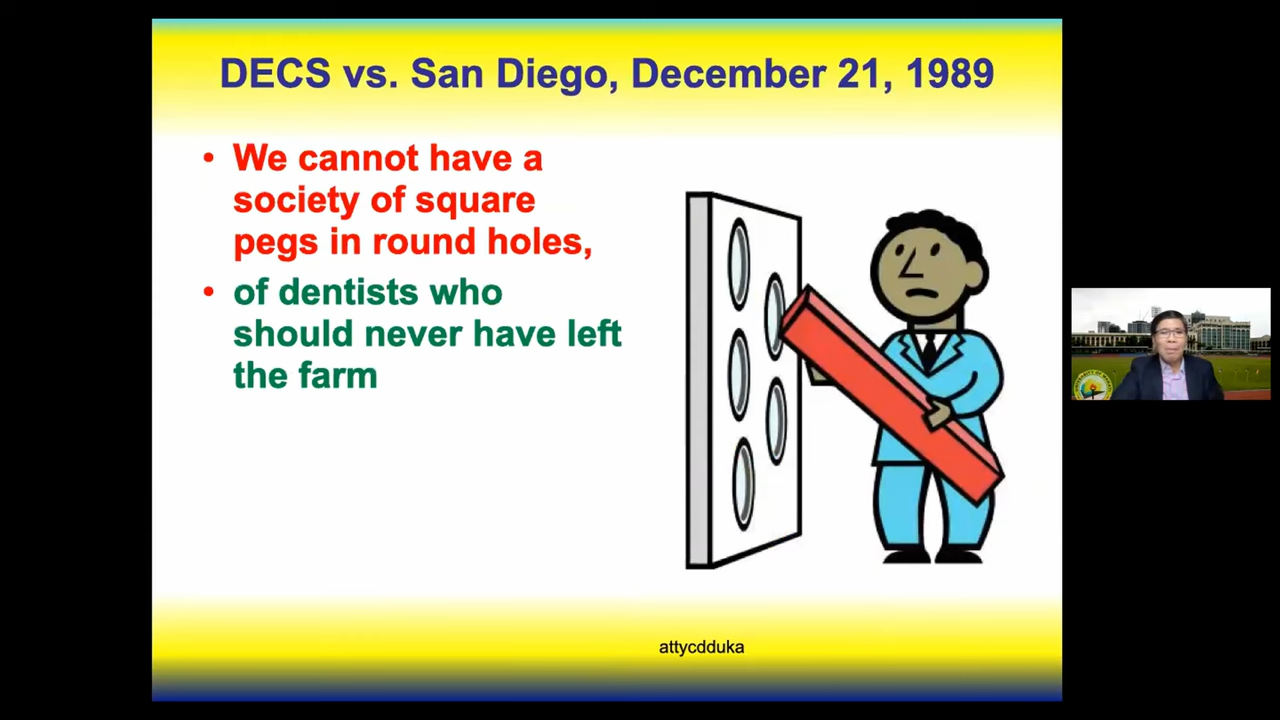 DECS vs. San Diego, December 21, 1989
• We cannot have a
society of square
pegs in round holes,
• of dentists who
should never have left
the farm
attycdduka